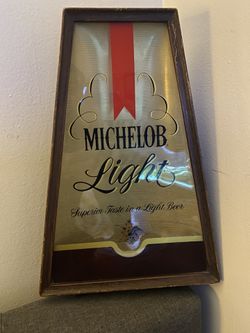 MICHELOB
Light
Superior Taste in a Light Beer